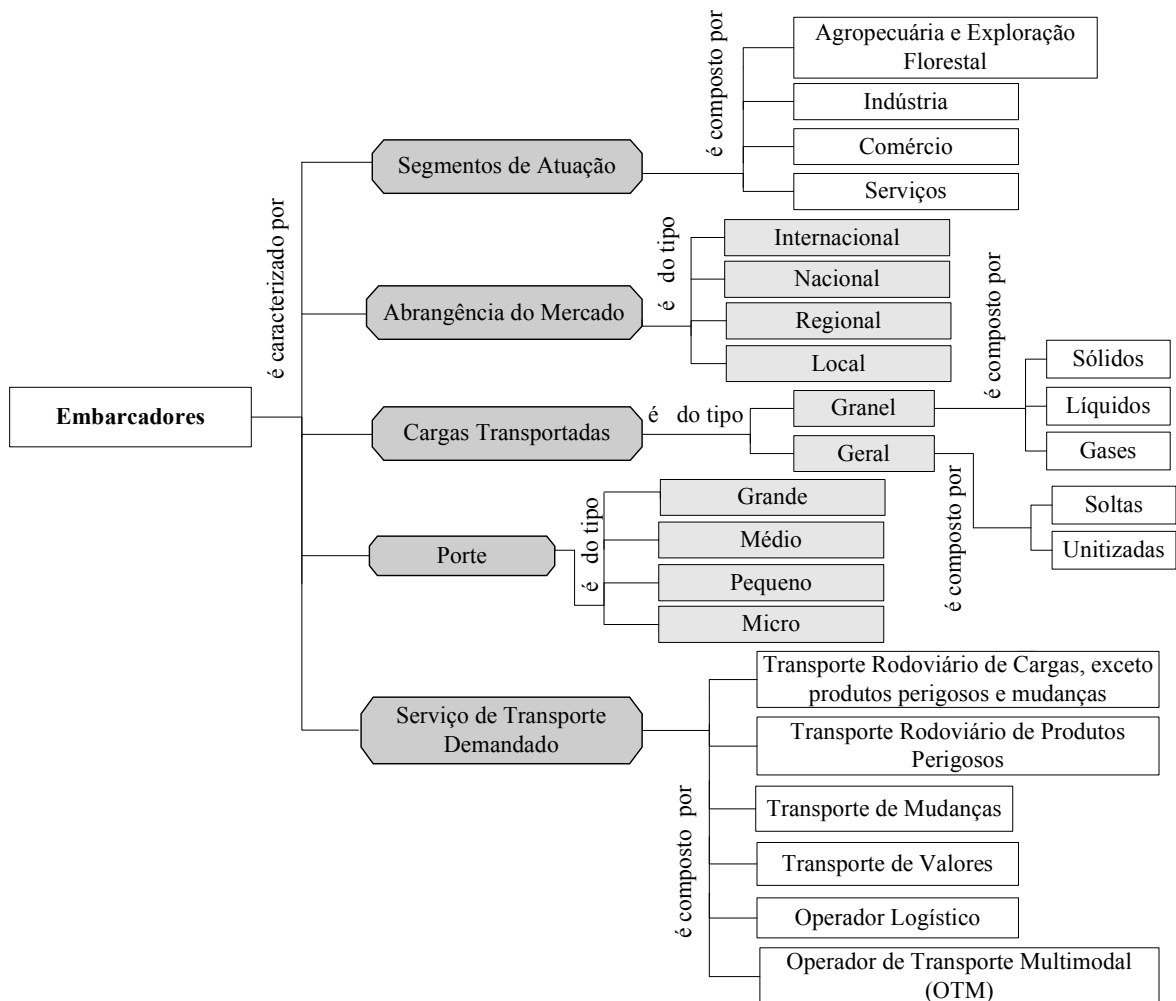 Embarcadores
é caracterizado por
Segmentos de Atuação
é composto por
Agropecuária e Exploração
Florestal
Indústria
Comércio
Serviços
Abrangência do Mercado
é do tipo
Internacional
Nacional
Regional
Local
Cargas Transportadas
é do tipo
Granel
é composto por
Sólidos
Líquidos
Gases
Geral
é composto por
Soltas
Unitizadas
Porte
é do tipo
Grande
Médio
Pequeno
Micro
Serviço de Transporte
Demandado
é composto por
Transporte Rodoviário de Cargas, exceto
produtos perigosos e mudanças
Transporte Rodoviário de Produtos
Perigosos
Transporte de Mudanças
Transporte de Valores
Operador Logístico
Operador de Transporte Multimodal
(OTM)